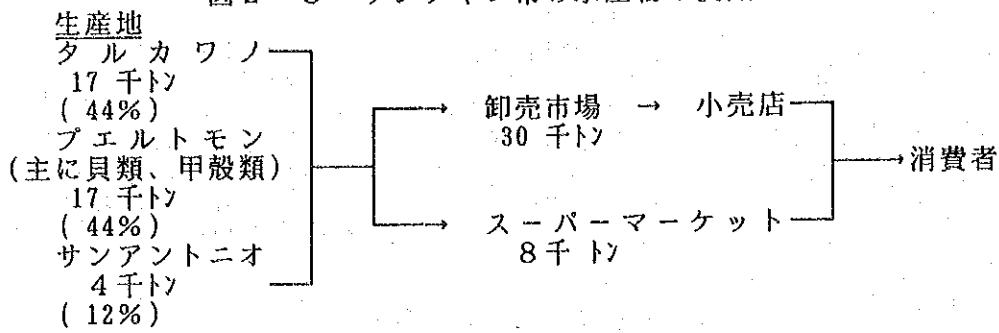 生産地
タルカワノ
17 千トン
( 44%)
プエルトモン
(主に貝類、甲殻類)
17 千トン
( 44%)
サンアントニオ
4 千トン
( 12%)
卸売市場 → 小売店
30 千トン
スーパーマーケット
8千 トン
消費者